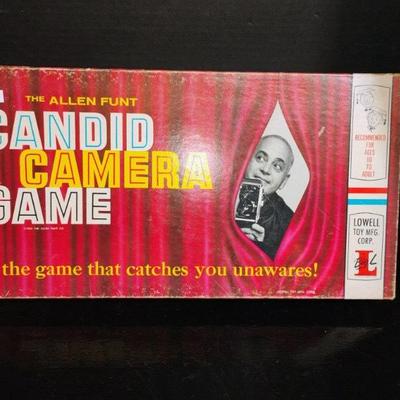 THE ALLEN FUNT
CANDID
CAMERA
GAME
the game that catches you unawares!
RECOMMENDED
FOR
AGES
10
TO
ADULT
LOWELL
TOY MFG.
CORP.
L